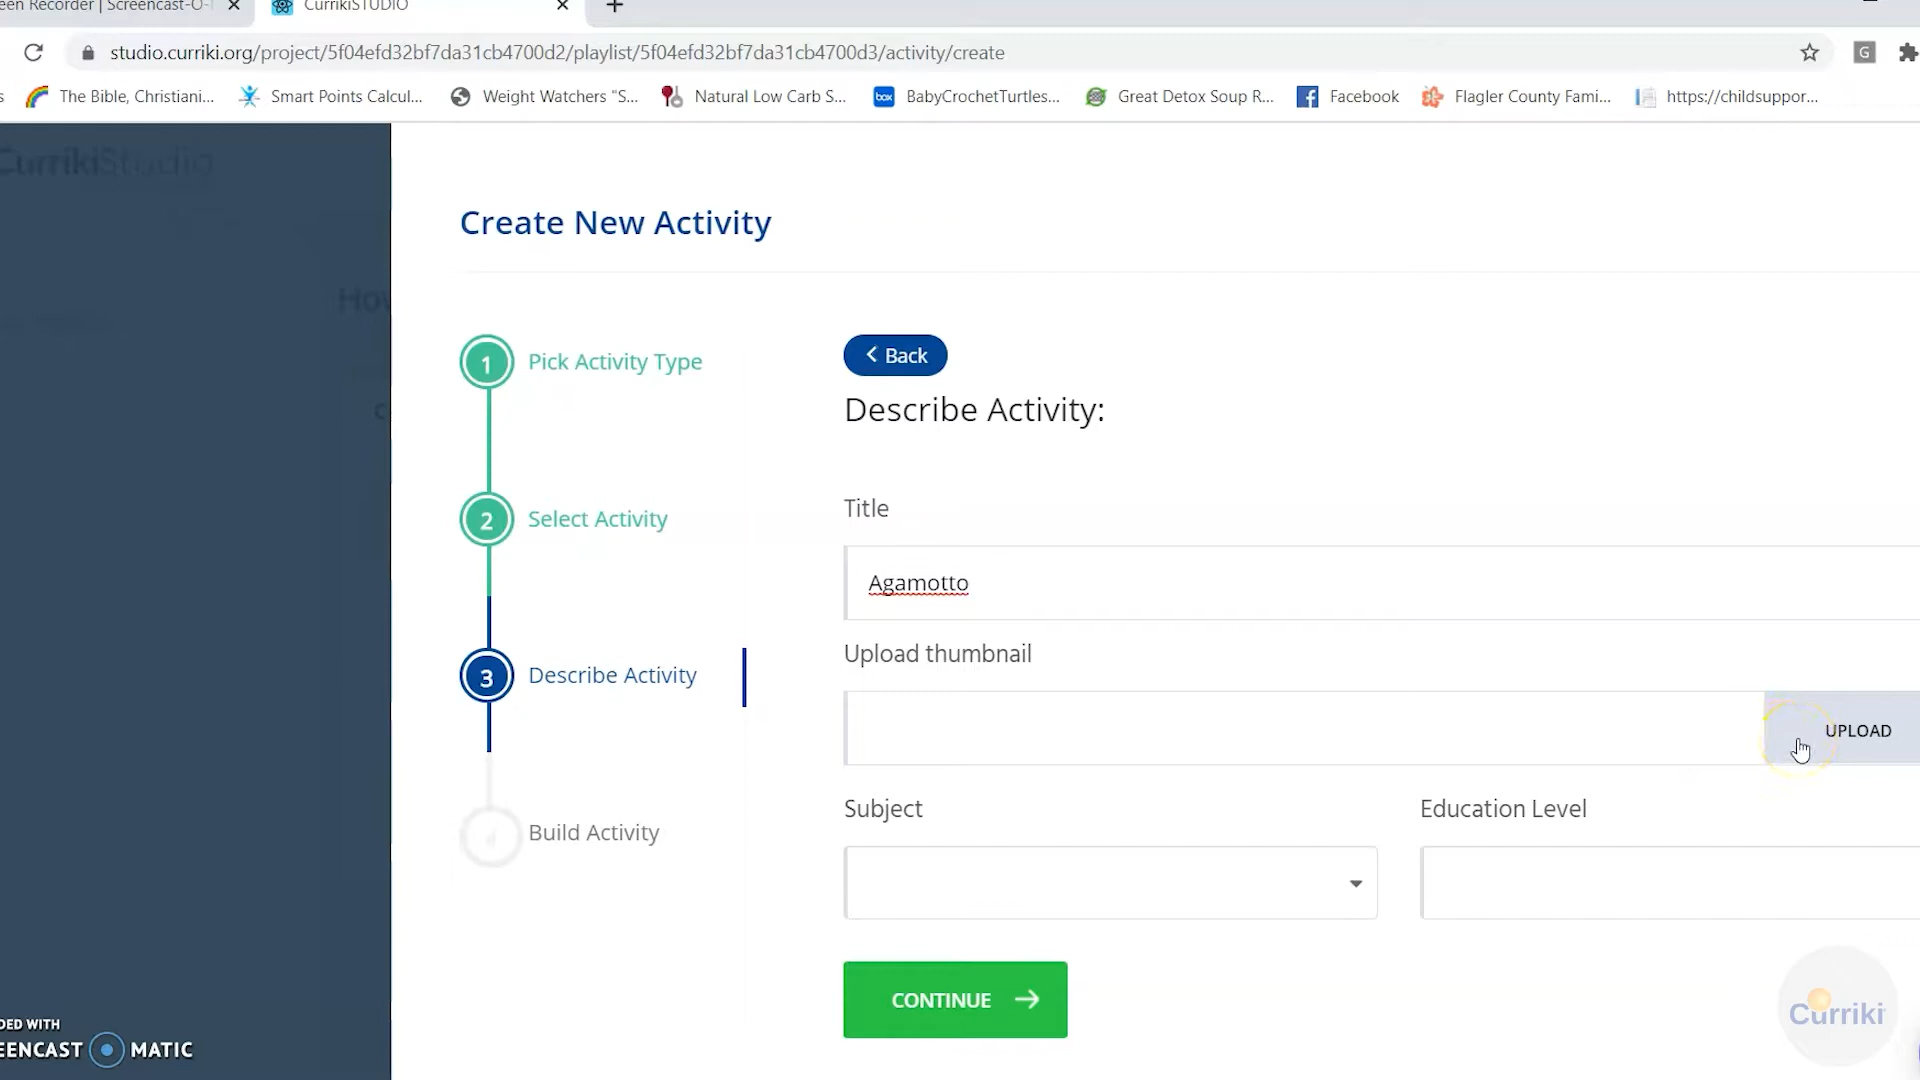 een Recorder | Screencast-O-
CurrikiSTUDIO
studio.curriki.org/project/5f04efd32bf7da31cb4700d2/playlist/5f04efd32bf7da31cb4700d3/activity/create
G
s
The Bible, Christiani...
Smart Points Calcul...
Weight Watchers "S...
Natural Low Carb S...
box
BabyCrochetTurtles...
Great Detox Soup R...
Facebook
Flagler County Fami...
https://childsuppor...
CurrikiStudio
How
Create New Activity
1
Pick Activity Type
Back
Describe Activity:
2
Select Activity
Title
Agamotto
Upload thumbnail
3
Describe Activity
UPLOAD
Subject
Education Level
4
Build Activity
CONTINUE
Curriki
DED WITH
EENCAST
MATIC